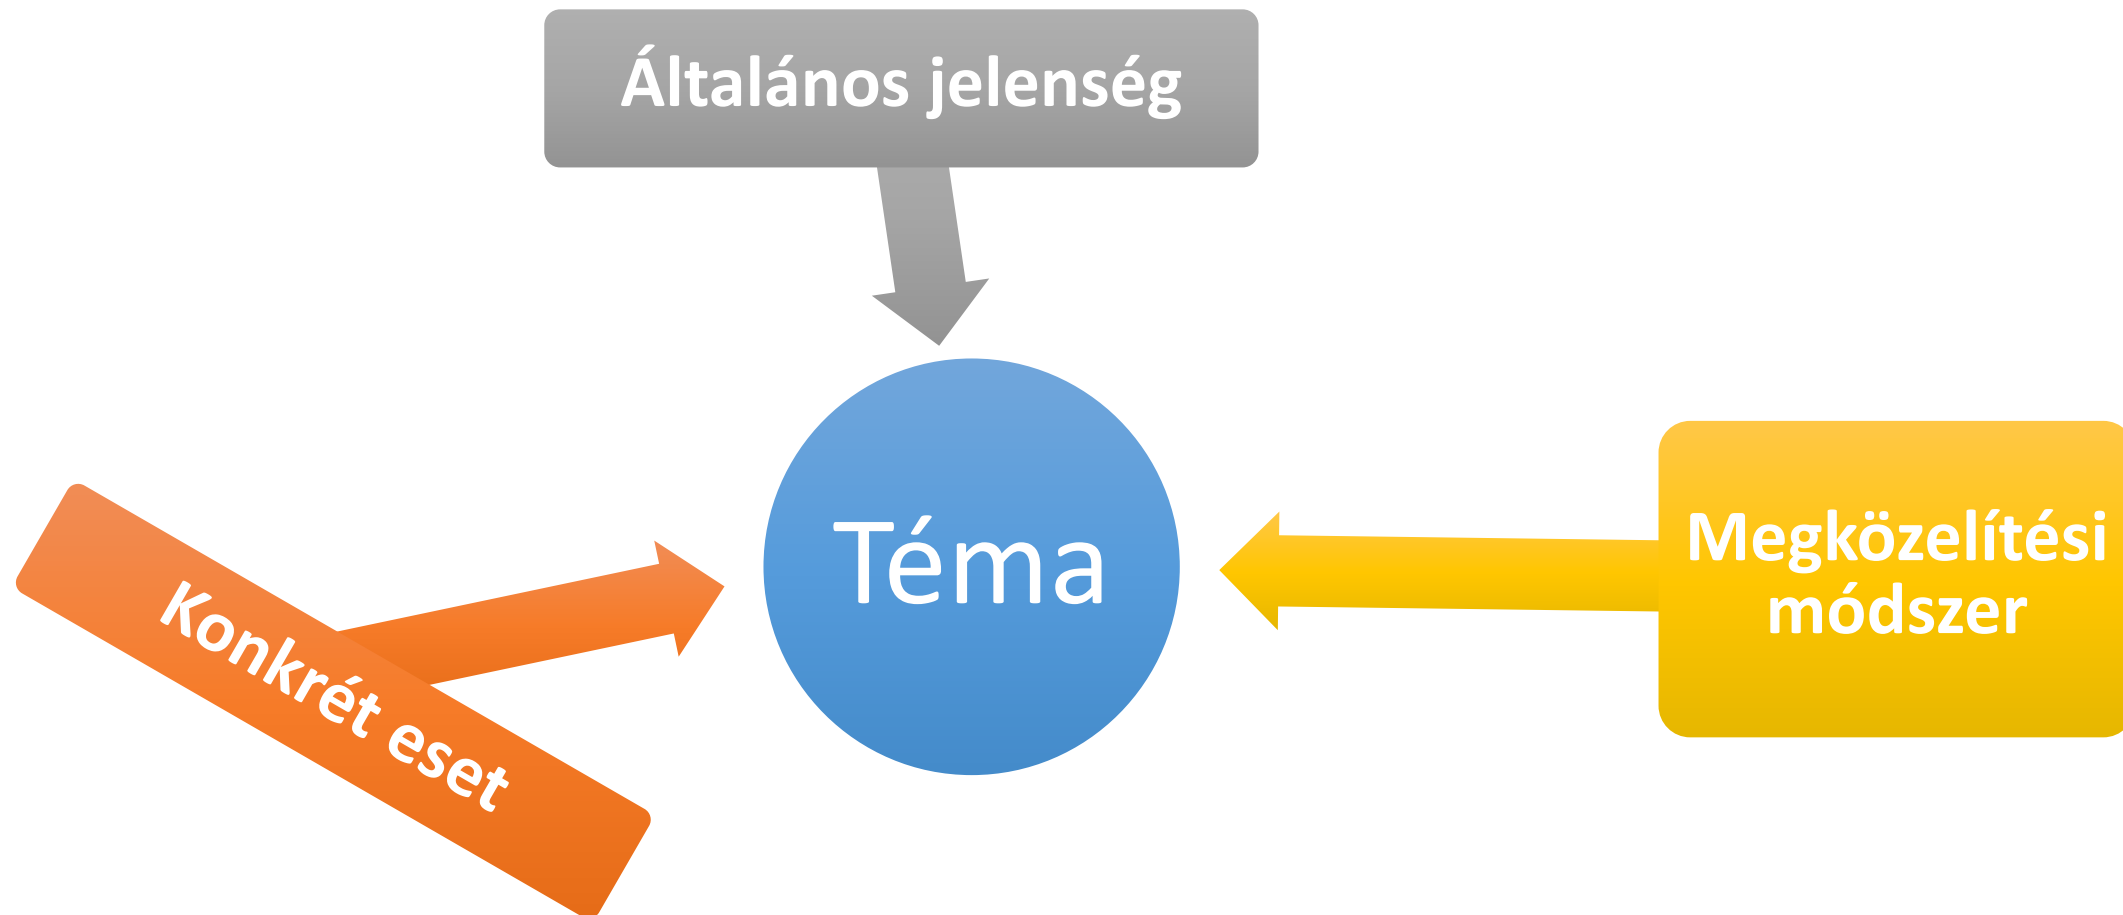 Általános jelenség
Téma
Konkrét eset
Megközelítési
módszer